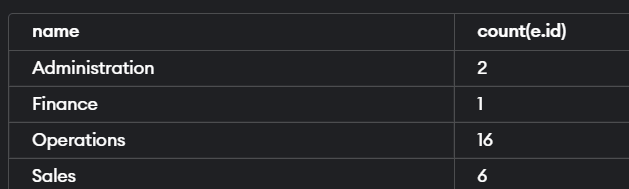 name count(e.id)
Administration 2
Finance 1
Operations 16
Sales 6